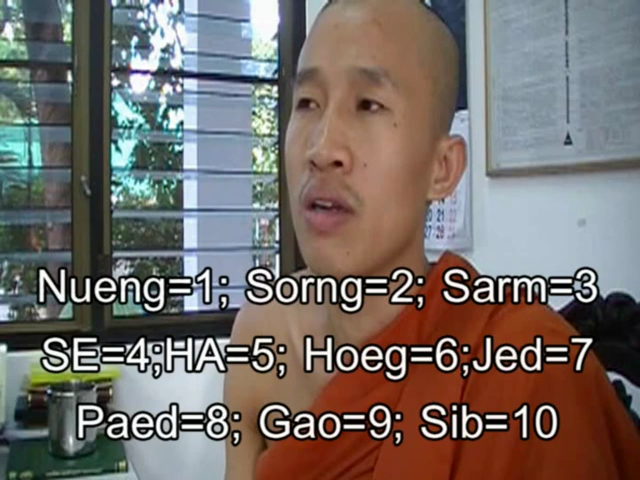 Nueng=1; Sorng=2; Sarm=3
SE=4;HA=5; Hoeg=6;Jed=7
Paed=8; Gao=9; Sib=10